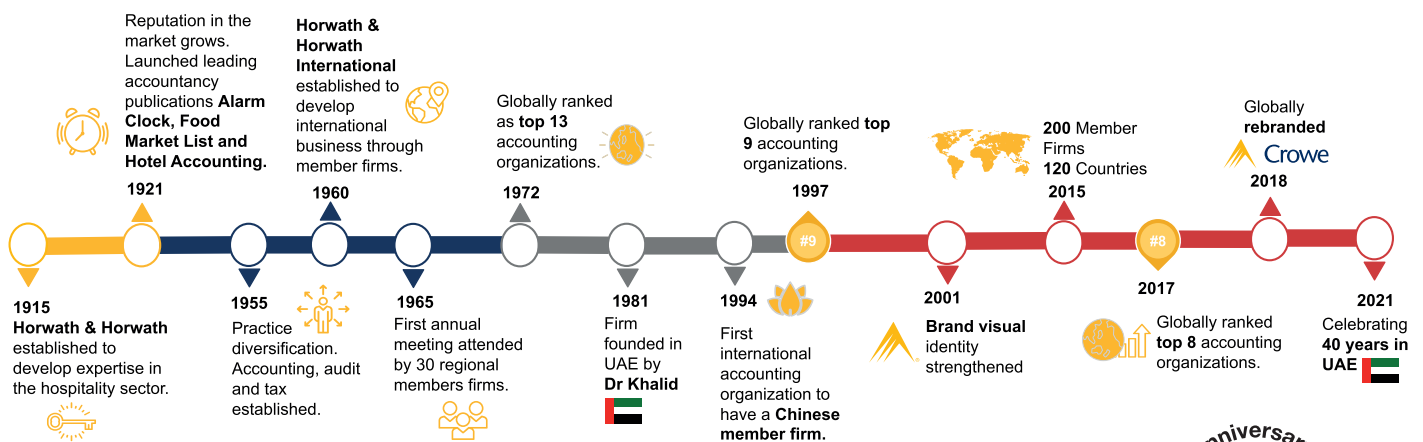 Reputation in the
market grows.
Launched leading
accountancy
publications Alarm
Clock, Food
Market List and
Hotel Accounting.
1921
Horwath &
Horwath
International
established to
develop
international
business through
member firms.
1960
Globally ranked
as top 13
accounting
organizations.
1972
Globally ranked top
9 accounting
organizations.
1997
200 Member
Firms
120 Countries
2015
Globally
rebranded
Crowe
2018
#9
#8
1915
Horwath & Horwath
established to
develop expertise in
the hospitality sector.
1955
Practice
diversification.
Accounting, audit
and tax
established.
1965
First annual
meeting attended
by 30 regional
members firms.
1981
Firm
founded in
UAE by
Dr Khalid
1994
First
international
accounting
organization to
have a Chinese
member firm.
2001
Brand visual
identity
strengthened
2017
Globally ranked
top 8 accounting
organizations.
2021
Celebrating
40 years in
UAE